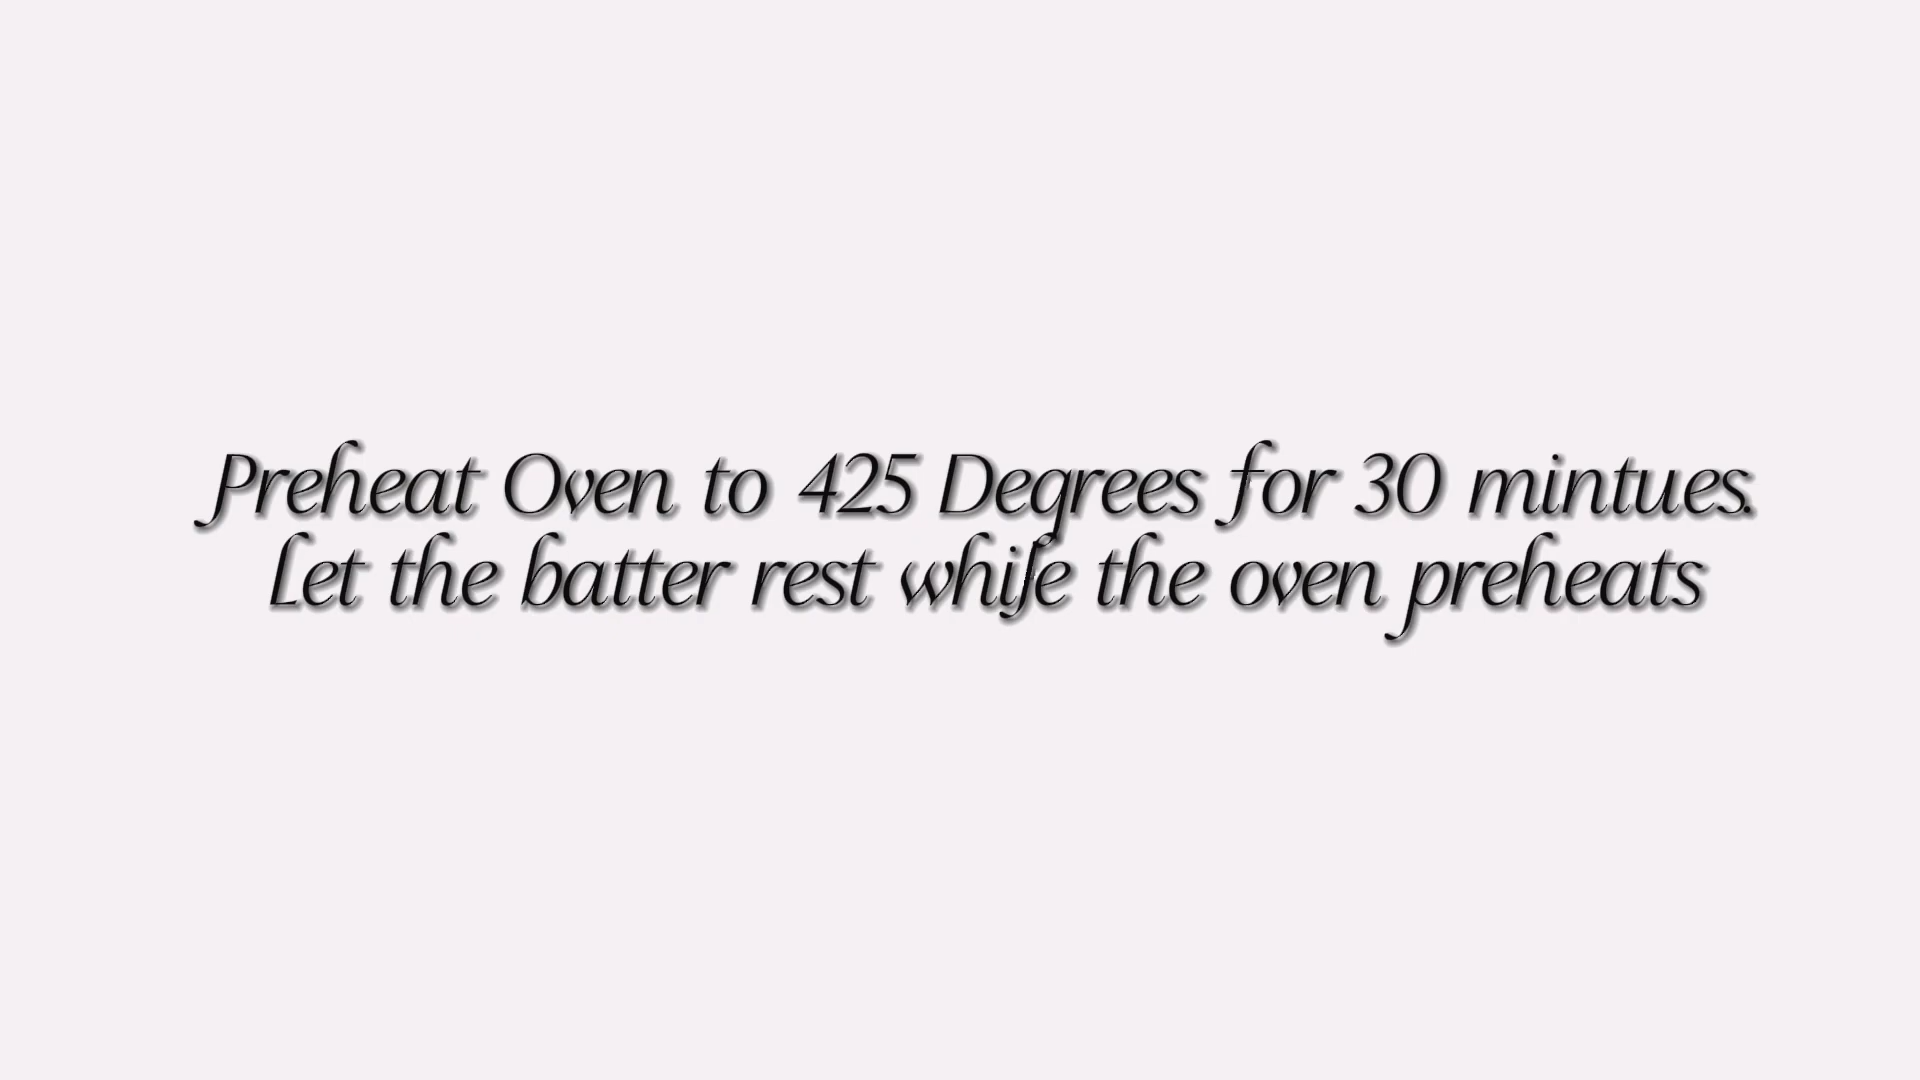 Preheat Oven to 425 Degrees for 30 mintues.
Let the batter rest while the oven preheats